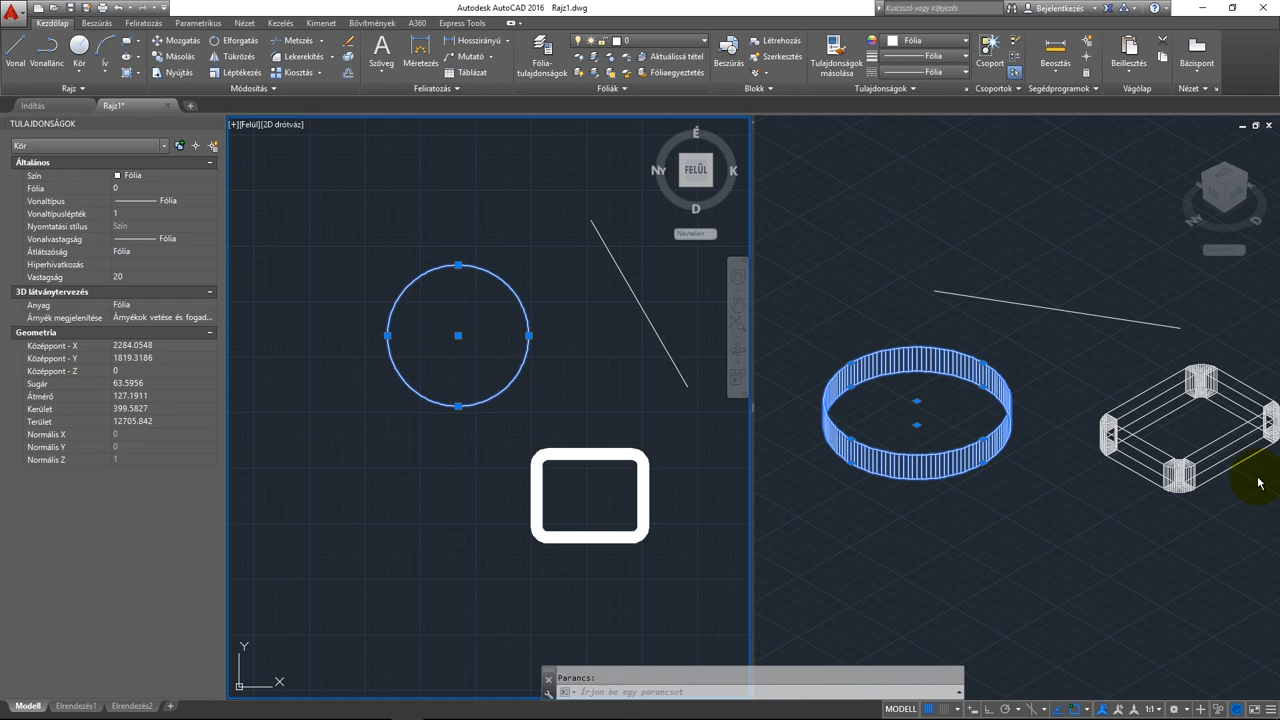 Autodesk AutoCAD 2016 Rajz1.dwg
Kulcsszó vagy kifejezés
Bejelentkezés
Kezdőlap Beszúrás Feliratozás Parametrikus Nézet Kezelés Kimenet Bővítmények A360 Express Tools
Mozgatás Elforgatás Metszés
Másolás Tükrözés Lekerekítés
Nyújtás Léptékezés Kiosztás
Vonal Vonallánc Kör Ív
Szöveg Méretezés
Hosszirányú
Mutató
Táblázat
Fólia-
tulajdonságok
0
Aktuálissá tétel
Fóliaegyeztetés
Beszúrás
Létrehozás
Szerkesztés
Tulajdonságok
másolása
Fólia
Fólia
Fólia
Csoport
Beosztás
Beillesztés
Bázispont
Rajz Módosítás Feliratozás Fóliák Blokk Tulajdonságok Csoportok Segédprogramok Vágólap Nézet
Indítás Rajz1*
TULAJDONSÁGOK
Kör
Általános
Szín Fólia
Fólia 0
Vonaltípus Fólia
Vonaltípuslépték 1
Nyomtatási stílus Szín
Vonalvastagság Fólia
Átlátszóság Fólia
Hiperhivatkozás
Vastagság 20
3D látványtervezés
Anyag Fólia
Árnyék megjelenítése Árnyékok vetése és fogad...
Geometria
Középpont - X 2284.0548
Középpont - Y 1819.3186
Középpont - Z 0
Sugár 63.5956
Átmérő 127.1911
Kerület 399.5827
Terület 12705.842
Normális X 0
Normális Y 0
Normális Z 1
[+][Felül][2D drótváz]
É
NY FELÜL K
D
Névtelen
NY D
Névtelen
Y
X
Parancs:
Írjon be egy parancsot
Modell Elrendezés1 Elrendezés2 +
MODELL
1:1